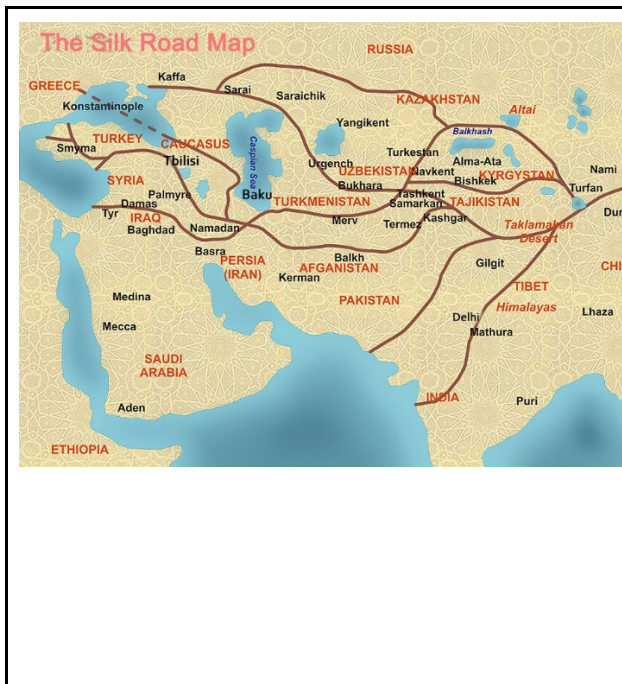 The Silk Road Map
RUSSIA
Kaffa
GREECE
Sarai
Saraichik
KAZAKHSTAN
Konstaminople
Altai
Yangikent
Balkhash
TURKEY
CAUCASUS
Smyrna
Caspian Sea
Turkestan
Tbilisi
Urgench
Alma-Ata
UZBEKISTAN
Navkent
KYRGYSTAN
Nami
SYRIA
Bukhara
Bishkek
Turfan
Palmyre
Baku
Tashkent
TURKMENISTAN
Samarkan
TAJIKISTAN
Damas
Tyr
IRAQ
Merv
Kashgar
Dun
Baghdad
Namadan
Termez
Taklamakan
Desert
Basra
Balkh
PERSIA
(IRAN)
AFGANISTAN
Gilgit
CHI
Kerman
TIBET
Medina
PAKISTAN
Himalayas
Lhaza
Mecca
Delhi
Mathura
SAUDI
ARABIA
INDIA
Puri
Aden
ETHIOPIA